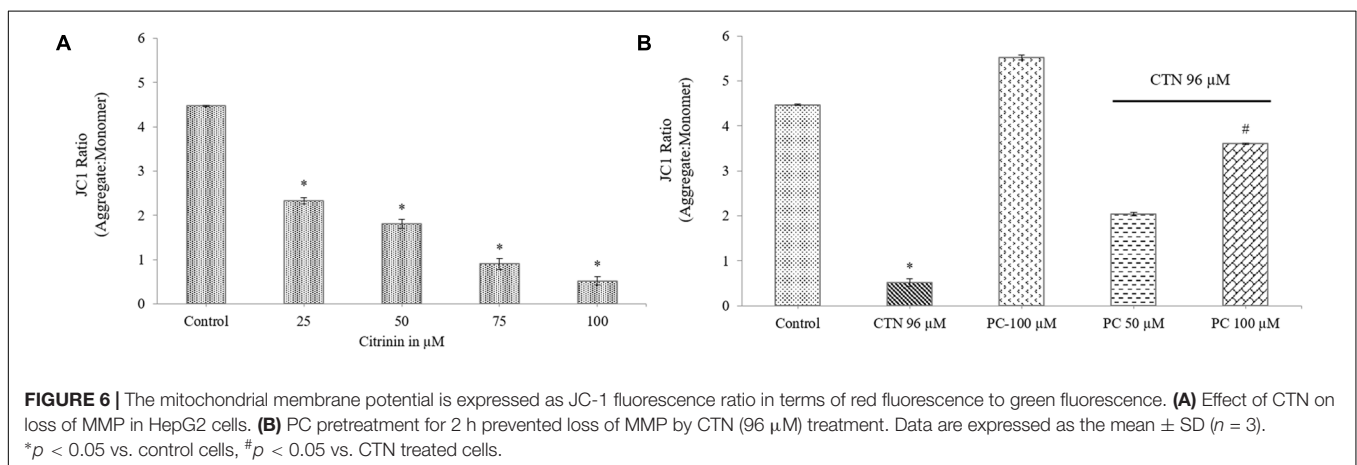 A
6
5
4
3
2
1
0
JC1 Ratio
(Aggregate:Monomer)
*
*
*
*
Control 25 50 75 100
Citrinin in µM
B
6
5
4
3
2
1
0
JC1 Ratio
(Aggregate:Monomer)
CTN 96 µM
*
#
Control CTN 96 µM PC-100 µM PC 50 µM PC 100 µM
FIGURE 6 | The mitochondrial membrane potential is expressed as JC-1 fluorescence ratio in terms of red fluorescence to green fluorescence. (A) Effect of CTN on
loss of MMP in HepG2 cells. (B) PC pretreatment for 2 h prevented loss of MMP by CTN (96 µM) treatment. Data are expressed as the mean ± SD (n = 3).
*p < 0.05 vs. control cells, #p < 0.05 vs. CTN treated cells.